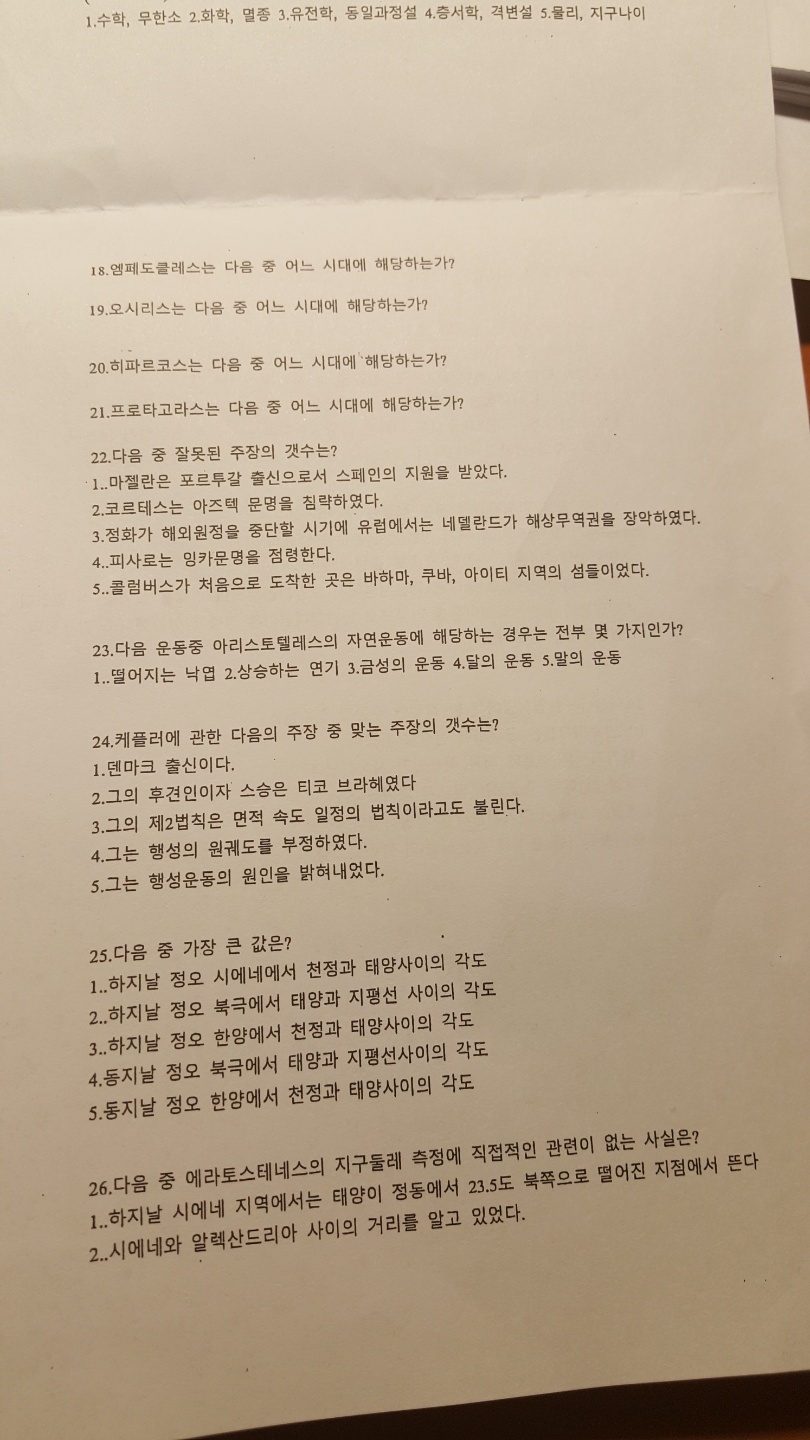 1.수학, 무한소 2.화학, 멸종 3.유전학, 동일과정설 4.층서학, 격변설 5.물리, 지구나이
18.엠페도클레스는 다음 중 어느 시대에 해당하는가?
19.오시리스는 다음 중 어느 시대에 해당하는가?
20.히파르코스는 다음 중 어느 시대에 해당하는가?
21.프로타고라스는 다음 중 어느 시대에 해당하는가?
22.다음 중 잘못된 주장의 갯수는?
1..마젤란은 포르투갈 출신으로서 스페인의 지원을 받았다.
2.코르테스는 아즈텍 문명을 침략하였다.
3.정화가 해외원정을 중단할 시기에 유럽에서는 네델란드가 해상무역권을 장악하였다.
4..피사로는 잉카문명을 점령한다.
5..콜럼버스가 처음으로 도착한 곳은 바하마, 쿠바, 아이티 지역의 섬들이었다.
23.다음 운동중 아리스토텔레스의 자연운동에 해당하는 경우는 전부 몇 가지인가?
1..떨어지는 낙엽 2.상승하는 연기 3.금성의 운동 4.달의 운동 5.말의 운동
24.케플러에 관한 다음의 주장 중 맞는 주장의 갯수는?
1.덴마크 출신이다.
2.그의 후견인이자 스승은 티코 브라헤였다
3.그의 제2법칙은 면적 속도 일정의 법칙이라고도 불린다.
4.그는 행성의 원궤도를 부정하였다.
5.그는 행성운동의 원인을 밝혀내었다.
25.다음 중 가장 큰 값은?
1..하지날 정오 시에네에서 천정과 태양사이의 각도
2..하지날 정오 북극에서 태양과 지평선 사이의 각도
3..하지날 정오 한양에서 천정과 태양사이의 각도
4.동지날 정오 북극에서 태양과 지평선사이의 각도
5.동지날 정오 한양에서 천정과 태양사이의 각도
26.다음 중 에라토스테네스의 지구둘레 측정에 직접적인 관련이 없는 사실은?
1..하지날 시에네 지역에서는 태양이 정동에서 23.5도 북쪽으로 떨어진 지점에서 뜬다
2..시에네와 알렉산드리아 사이의 거리를 알고 있었다.